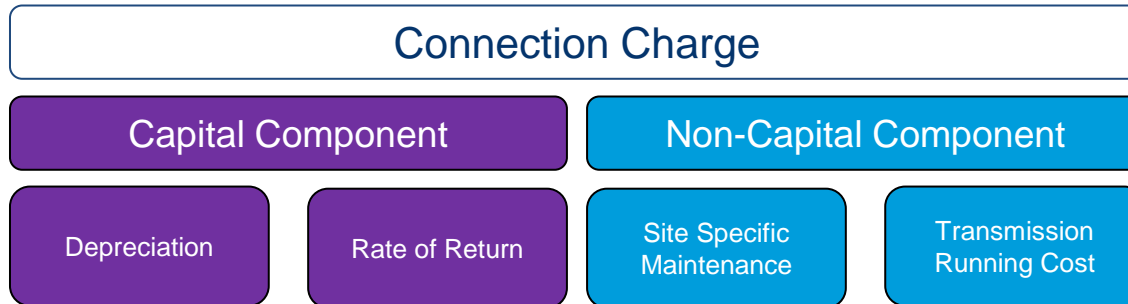 Connection Charge
Capital Component
Non-Capital Component
Depreciation
Rate of Return
Site Specific
Maintenance
Transmission
Running Cost